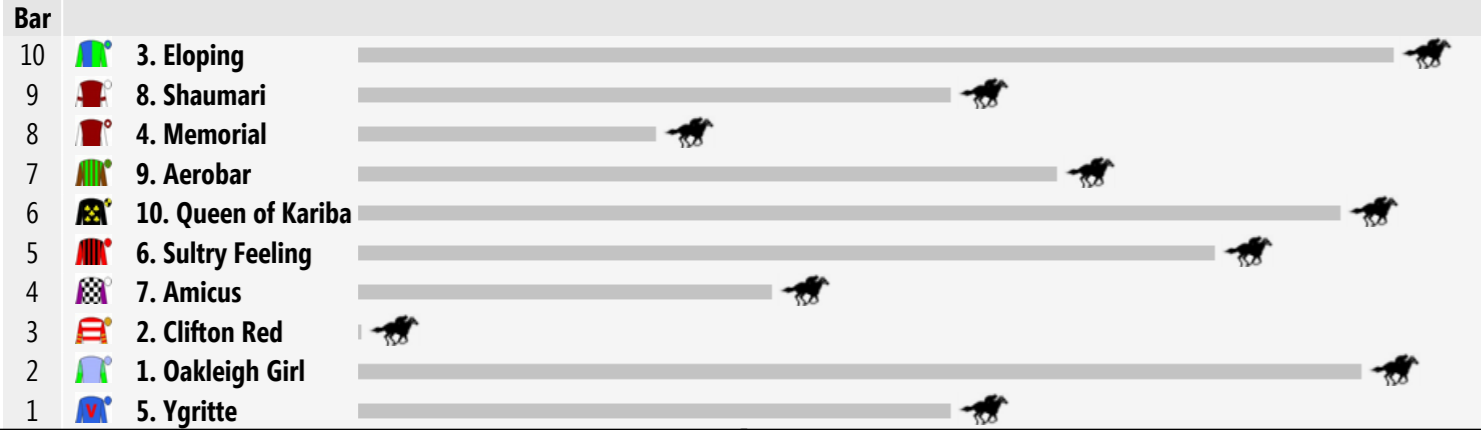 Bar
10 3. Eloping
9 8. Shaumari
8 4. Memorial
7 9. Aerobar
6 10. Queen of Kariba
5 6. Sultry Feeling
4 7. Amicus
3 2. Clifton Red
2 1. Oakleigh Girl
1 V 5. Ygritte